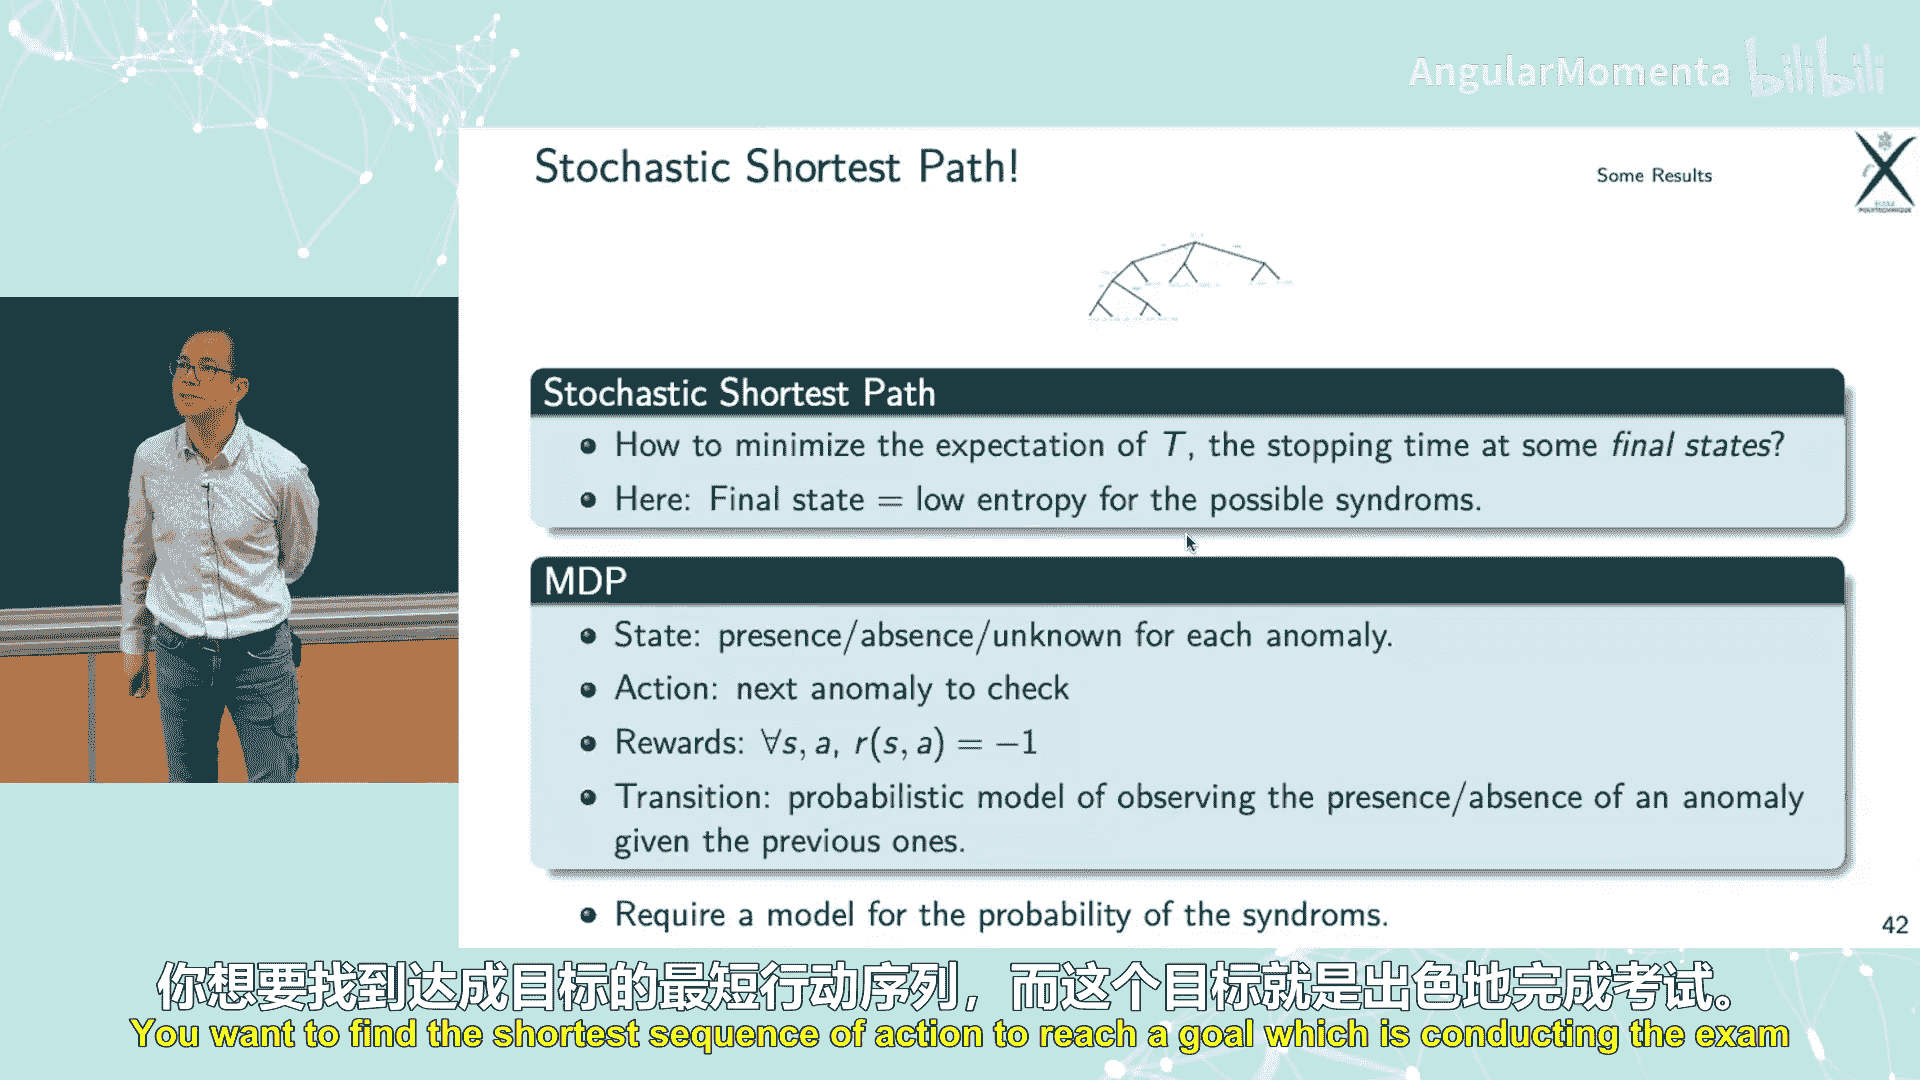 AngularMomenta bilibili
Stochastic Shortest Path!
Some Results
Stochastic Shortest Path
How to minimize the expectation of T, the stopping time at some final states?
Here: Final state = low entropy for the possible syndroms.
MDP
State: presence/absence/unknown for each anomaly.
Action: next anomaly to check
Rewards: ∀s, a, r(s, a) = −1
Transition: probabilistic model of observing the presence/absence of an anomaly
given the previous ones.
Require a model for the probability of the syndroms.
42
你想要找到达成目标的最短行动序列，而这个目标就是出色地完成考试。
You want to find the shortest sequence of action to reach a goal which is conducting the exam